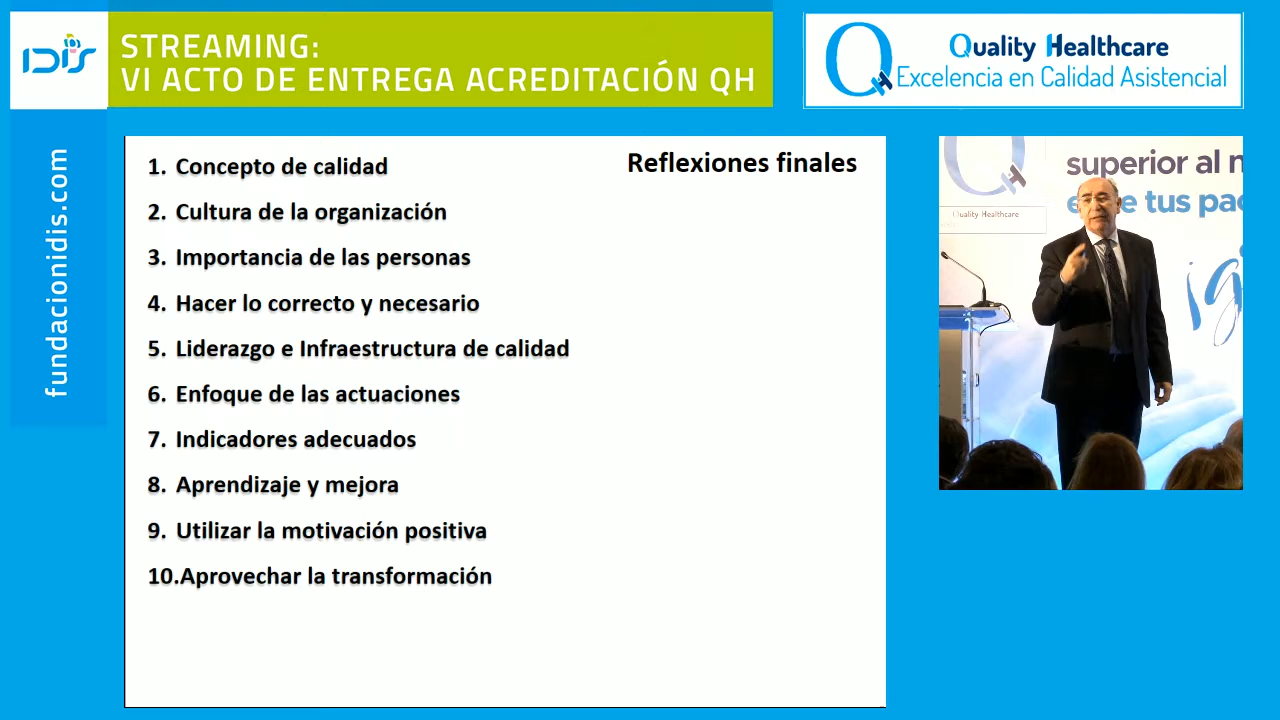 IDIS
STREAMING:
VI ACTO DE ENTREGA ACREDITACIÓN QH
Quality Healthcare
Excelencia en Calidad Asistencial
fundacionidis.com
Reflexiones finales
1. Concepto de calidad
2. Cultura de la organización
3. Importancia de las personas
4. Hacer lo correcto y necesario
5. Liderazgo e Infraestructura de calidad
6. Enfoque de las actuaciones
7. Indicadores adecuados
8. Aprendizaje y mejora
9. Utilizar la motivación positiva
10.Aprovechar la transformación
superior al
tus
Quality Healthcare